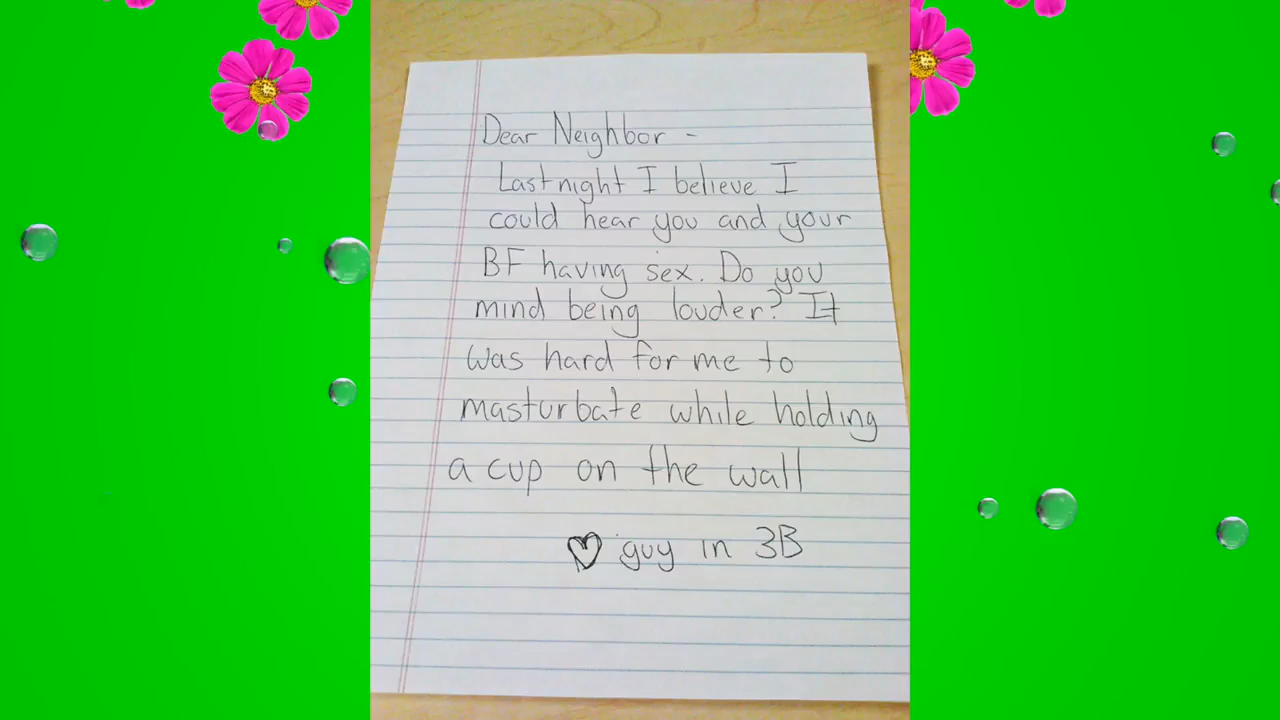 Dear Neighbor -
Last night I believe I
could hear you and your
BF having sex. Do you
mind being louder? It
was hard for me to
masturbate while holding
a cup on the wall
♡ guy in 3B